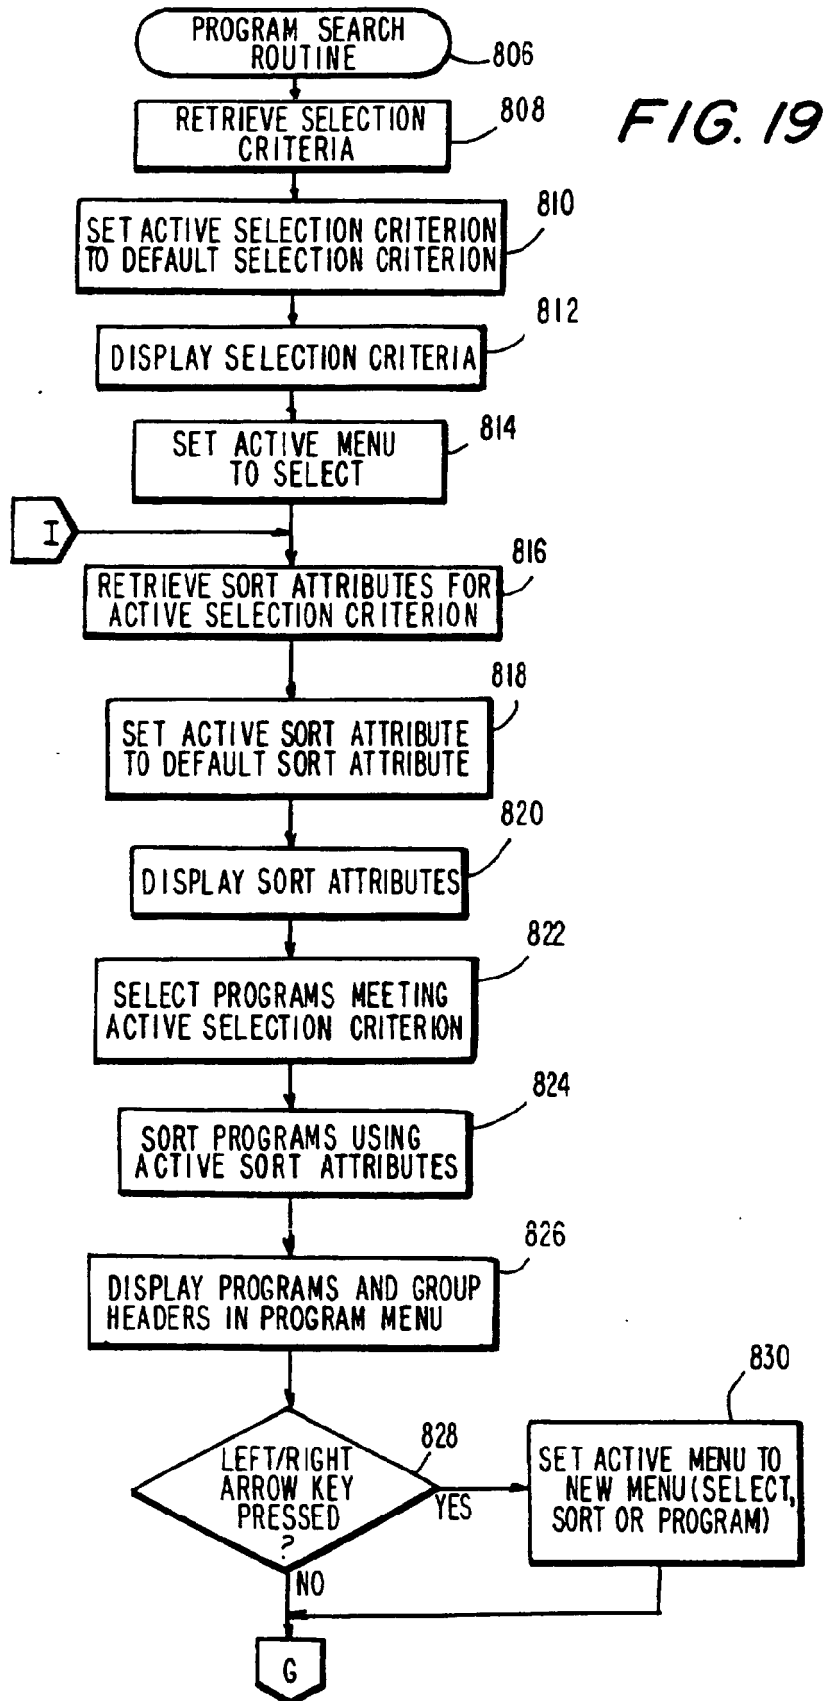 PROGRAM SEARCH
ROUTINE
806
FIG. 19
RETRIEVE SELECTION
CRITERIA
808
SET ACTIVE SELECTION CRITERION
TO DEFAULT SELECTION CRITERION
810
DISPLAY SELECTION CRITERIA
812
SET ACTIVE MENU
TO SELECT
814
I
RETRIEVE SORT ATTRIBUTES FOR
ACTIVE SELECTION CRITERION
816
SET ACTIVE SORT ATTRIBUTE
TO DEFAULT SORT ATTRIBUTE
818
DISPLAY SORT ATTRIBUTES
820
SELECT PROGRAMS MEETING
ACTIVE SELECTION CRITERION
822
SORT PROGRAMS USING
ACTIVE SORT ATTRIBUTES
824
DISPLAY PROGRAMS AND GROUP
HEADERS IN PROGRAM MENU
826
LEFT/RIGHT
ARROW KEY
PRESSED
?
828
YES
NO
SET ACTIVE MENU TO
NEW MENU(SELECT,
SORT OR PROGRAM)
830
G